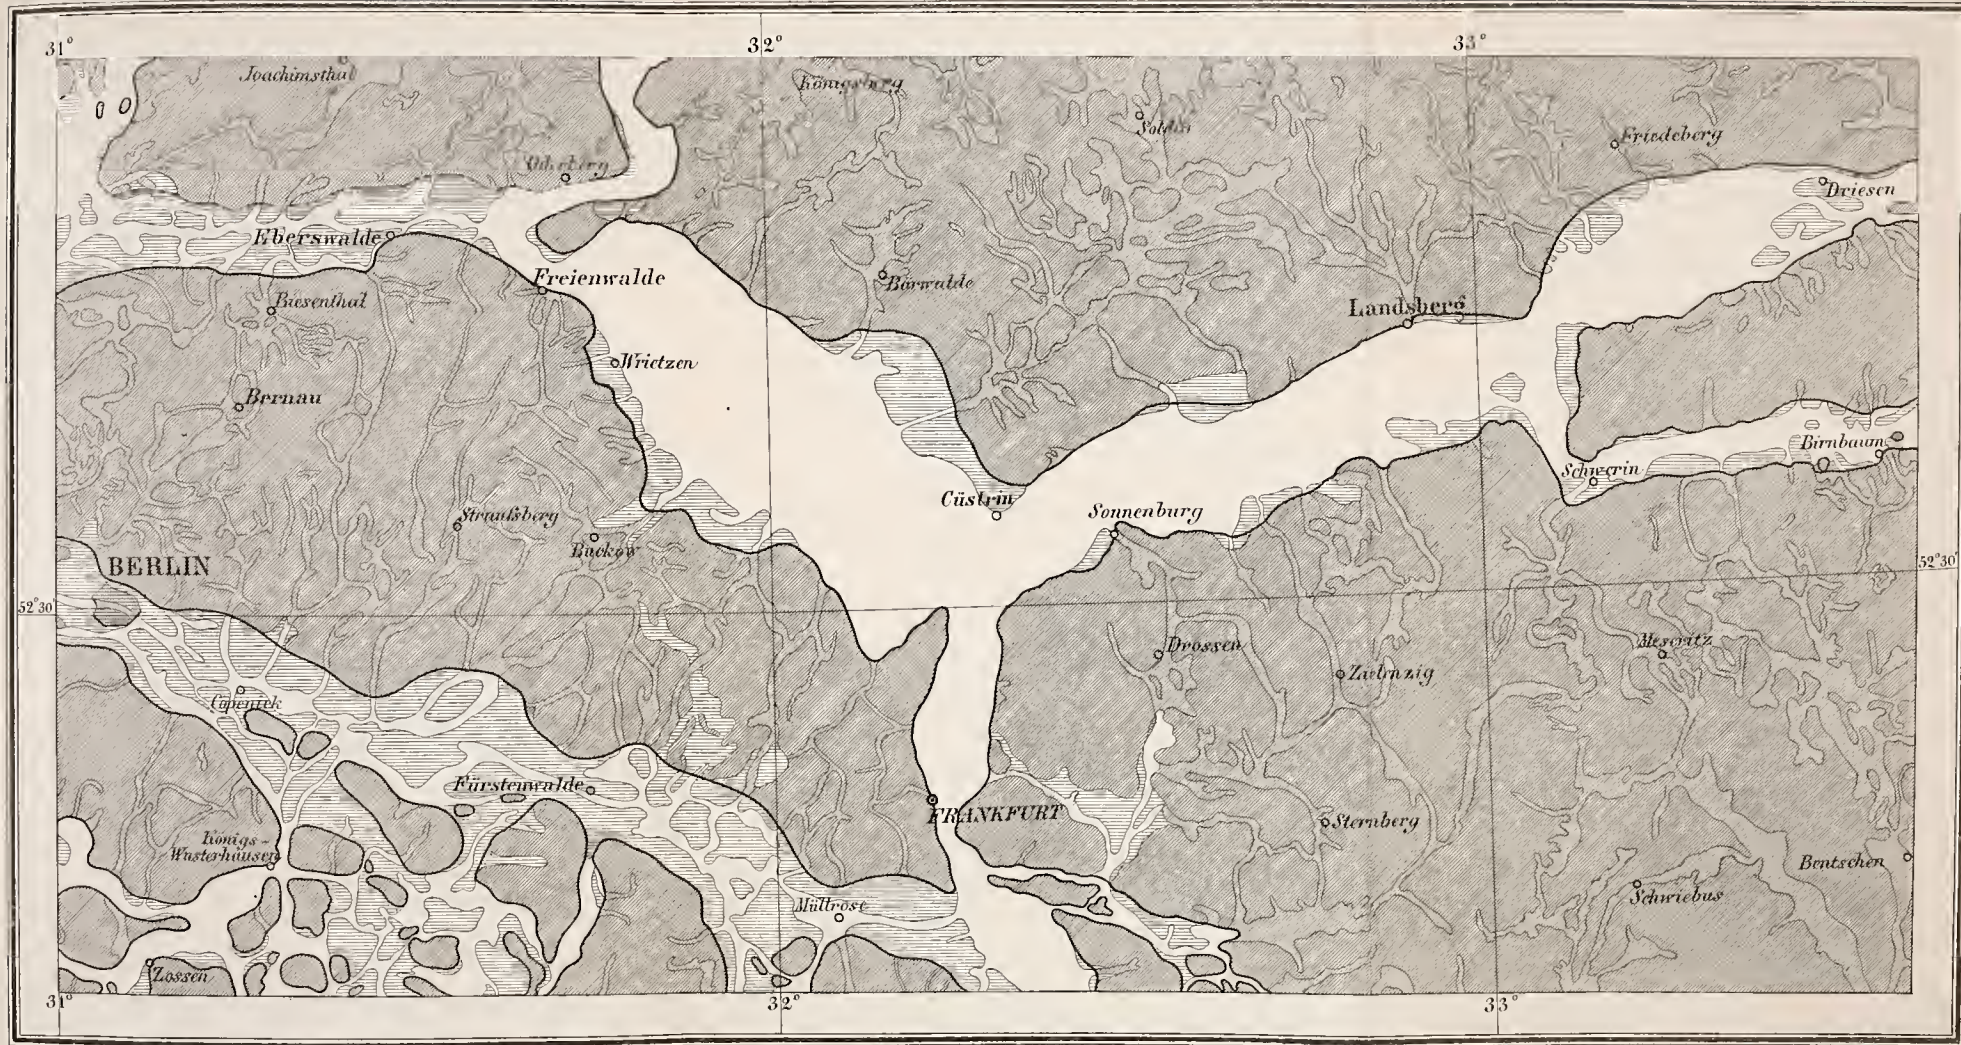 31°
32°
33°
Joachimsthal
Königsberg
Soldin
Friedeberg
Oderberg
Driesen
Eberswalde
Freienwalde
Bärwalde
Biesenthal
Landsberg
Wrietzen
Bernau
Birnbaum
Schwerin
Cüstrin
Sonnenburg
Straufsberg
Buckow
BERLIN
52°30'
52°30'
Drossen
Meseritz
Zielenzig
Cöpenick
Fürstenwalde
FRANKFURT
Sternberg
Königs-
Wusterhausen
Bentschen
Schwiebus
Müllrose
Zossen
31°
32°
33°